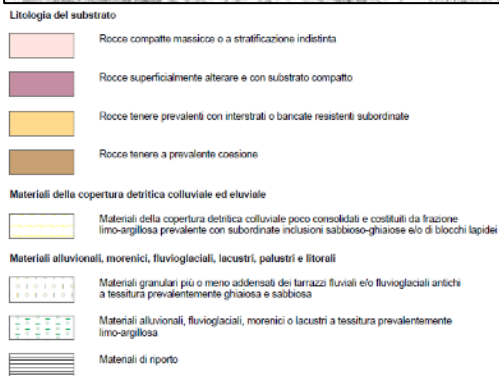 Litologia del substrato
Rocce compatte massicce o a stratificazione indistinta
Rocce superficialmente alterare e con substrato compatto
Rocce tenere prevalenti con interstrati o bancate resistenti subordinate
Rocce tenere a prevalente coesione
Materiali della copertura detritica colluviale ed eluviale
Materiali della copertura detritica colluviale poco consolidati e costituiti da frazione
limo-argillosa prevalente con subordinate inclusioni sabbioso-ghiaiose e/o di blocchi lapidei
Materiali alluvionali, morenici, fluvioglaciali, lacustri, palustri e litorali
Materiali granulari più o meno addensati dei tarrazzi fluviali e/o fluvioglaciali antichi
a tessitura prevalentemente ghiaiosa e sabbiosa
Materiali alluvionali, fluvioglaciali, morenici o lacustri a tessitura prevalentemente
limo-argillosa
Materiali di riporto